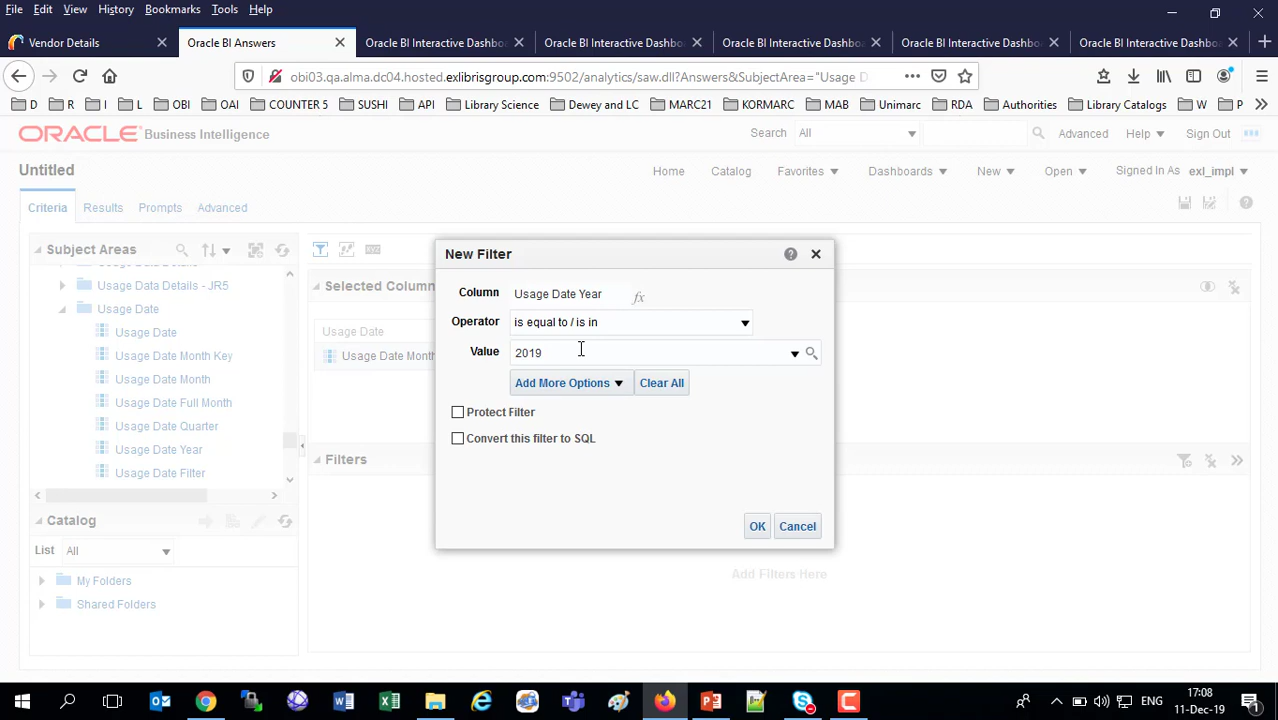 File Edit View History Bookmarks Tools Help
Vendor Details
Oracle BI Answers
Oracle BI Interactive Dashbo
Oracle BI Interactive Dashbo
Oracle BI Interactive Dashbo
Oracle BI Interactive Dashbo
Oracle BI Interactive Dashbo
obi03.qa.alma.dc04.hosted.exlibrisgroup.com:9502/analytics/saw.dll?Answers&SubjectArea="Usage D
D R I L OBI OAI COUNTER 5 SUSHI API Library Science Dewey and LC MARC21 KORMARC MAB Unimarc RDA Authorities Library Catalogs W P
ORACLE Business Intelligence
Search All Advanced Help Sign Out
Untitled
Home Catalog Favorites Dashboards New Open Signed In As exl_impl
Criteria Results Prompts Advanced
Subject Areas
Usage Data Details - JR5
Usage Date
Usage Date
Usage Date Month Key
Usage Date Month
Usage Date Full Month
Usage Date Quarter
Usage Date Year
Usage Date Filter
Catalog
List All
My Folders
Shared Folders
Selected Colum
Usage Date
Usage Date Month
Filters
Add Filters Here
New Filter
Column Usage Date Year fx
Operator is equal to / is in
Value 2019
Add More Options Clear All
Protect Filter
Convert this filter to SQL
OK Cancel
ENG
17:08
11-Dec-19